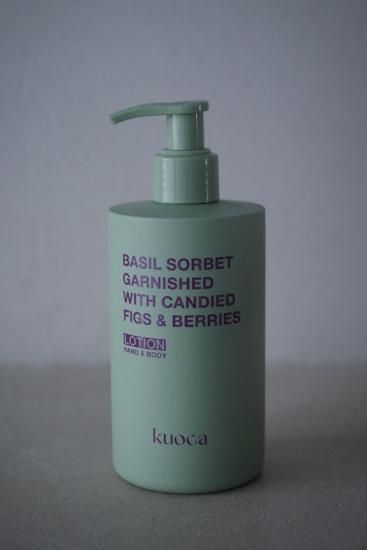 BASIL SORBET
GARNISHED
WITH CANDIED
FIGS & BERRIES
LOTION
HAND & BODY
kuoca